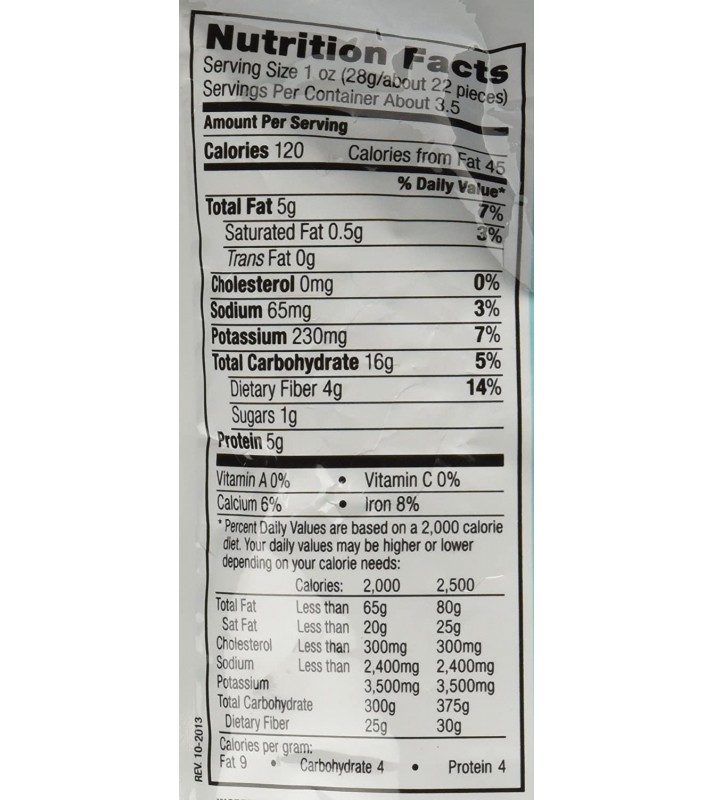 Nutrition Facts
Serving Size 1 oz (28g/about 22 pieces)
Servings Per Container About 3.5
Amount Per Serving
Calories 120 Calories from Fat 45
% Daily Value*
Total Fat 5g 7%
Saturated Fat 0.5g 3%
Trans Fat 0g
Cholesterol 0mg 0%
Sodium 65mg 3%
Potassium 230mg 7%
Total Carbohydrate 16g 5%
Dietary Fiber 4g 14%
Sugars 1g
Protein 5g
Vitamin A 0% • Vitamin C 0%
Calcium 6% • Iron 8%
* Percent Daily Values are based on a 2,000 calorie
diet. Your daily values may be higher or lower
depending on your calorie needs:
Calories: 2,000 2,500
Total Fat Less than 65g 80g
Sat Fat Less than 20g 25g
Cholesterol Less than 300mg 300mg
Sodium Less than 2,400mg 2,400mg
Potassium 3,500mg 3,500mg
Total Carbohydrate 300g 375g
Dietary Fiber 25g 30g
Calories per gram:
Fat 9 • Carbohydrate 4 • Protein 4
REV. 10-2013